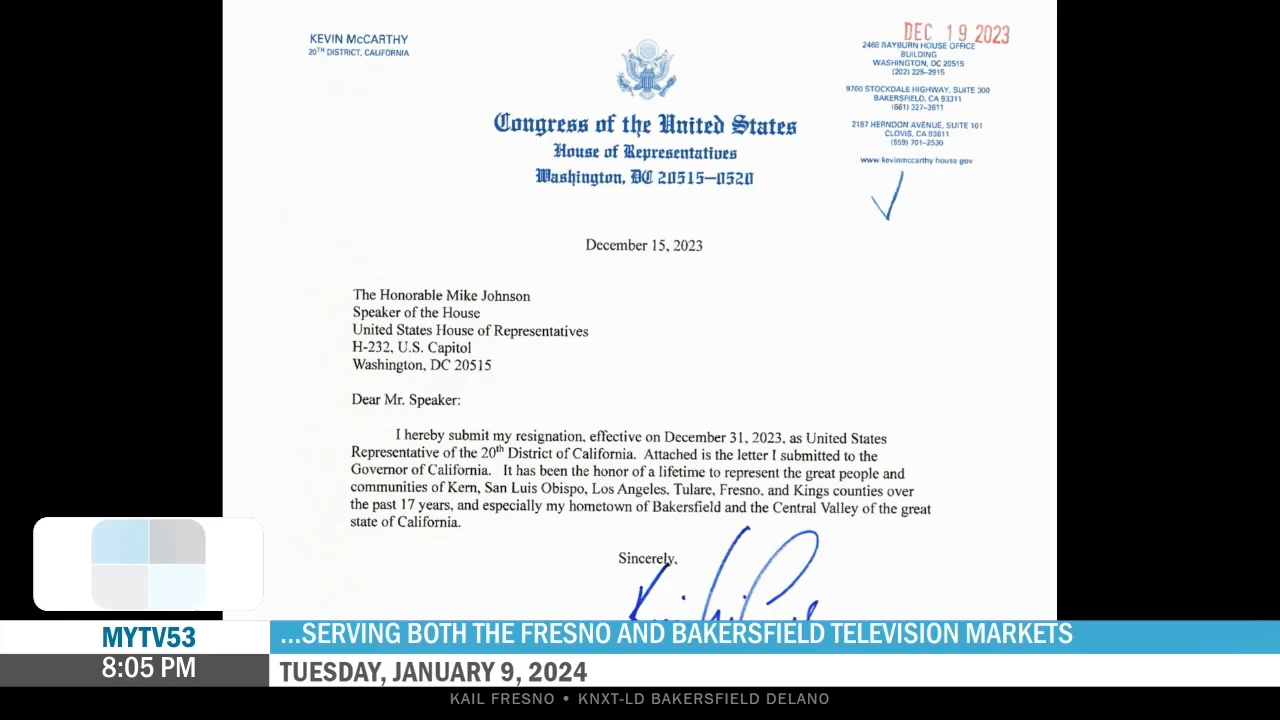 KEVIN McCARTHY
20TH DISTRICT, CALIFORNIA
DEC 19 2023
2468 RAYBURN HOUSE OFFICE
BUILDING
WASHINGTON, DC 20515
(202) 225–2915
9700 STOCKDALE HIGHWAY, SUITE 300
BAKERSFIELD, CA 93311
(661) 327–3611
2187 HERNDON AVENUE, SUITE 101
CLOVIS, CA 93611
(559) 701–2530
www.kevinmccarthy house gov
Congress of the United States
House of Representatives
Washington, DC 20515–0520
December 15, 2023
The Honorable Mike Johnson
Speaker of the House
United States House of Representatives
H-232, U.S. Capitol
Washington, DC 20515
Dear Mr. Speaker:
I hereby submit my resignation, effective on December 31, 2023, as United States
Representative of the 20th District of California. Attached is the letter I submitted to the
Governor of California. It has been the honor of a lifetime to represent the great people and
communities of Kern, San Luis Obispo, Los Angeles, Tulare, Fresno, and Kings counties over
the past 17 years, and especially my hometown of Bakersfield and the Central Valley of the great
state of California.
Sincerely,
MYTV53
...SERVING BOTH THE FRESNO AND BAKERSFIELD TELEVISION MARKETS
8:05 PM
TUESDAY, JANUARY 9, 2024
KAIL FRESNO • KNXT-LD BAKERSFIELD DELANO